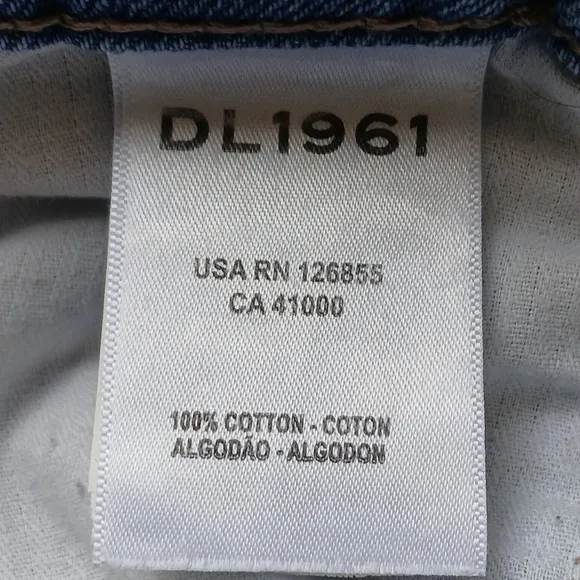 DL1961
USA RN 126855
CA 41000
100% COTTON - COTON
ALGODÃO - ALGODON